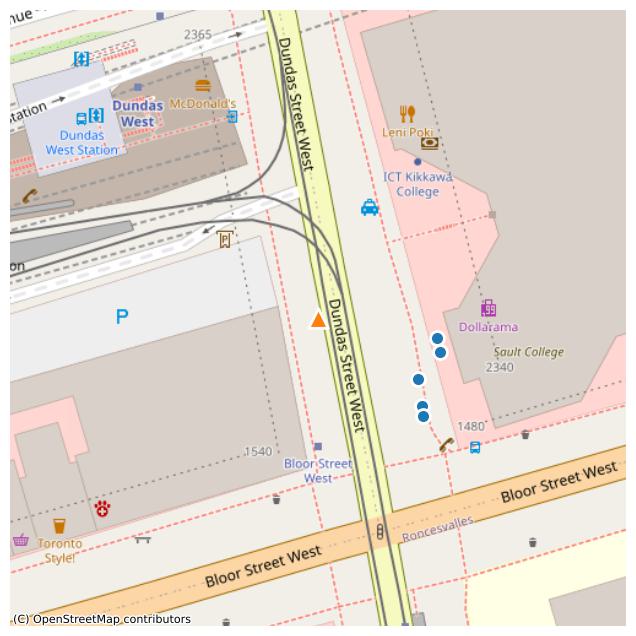 nue
2365
Station
Dundas
West
McDonald's
Dundas
West Station
Dundas Street West
Leni Poki
ICT Kikkawa
College
on
P
P
Dundas Street West
Dollarama
Sault College
2340
1480
1540
Bloor Street
West
Bloor Street West
Roncesvalles
Toronto
Style!
Bloor Street West
(C) OpenStreetMap contributors